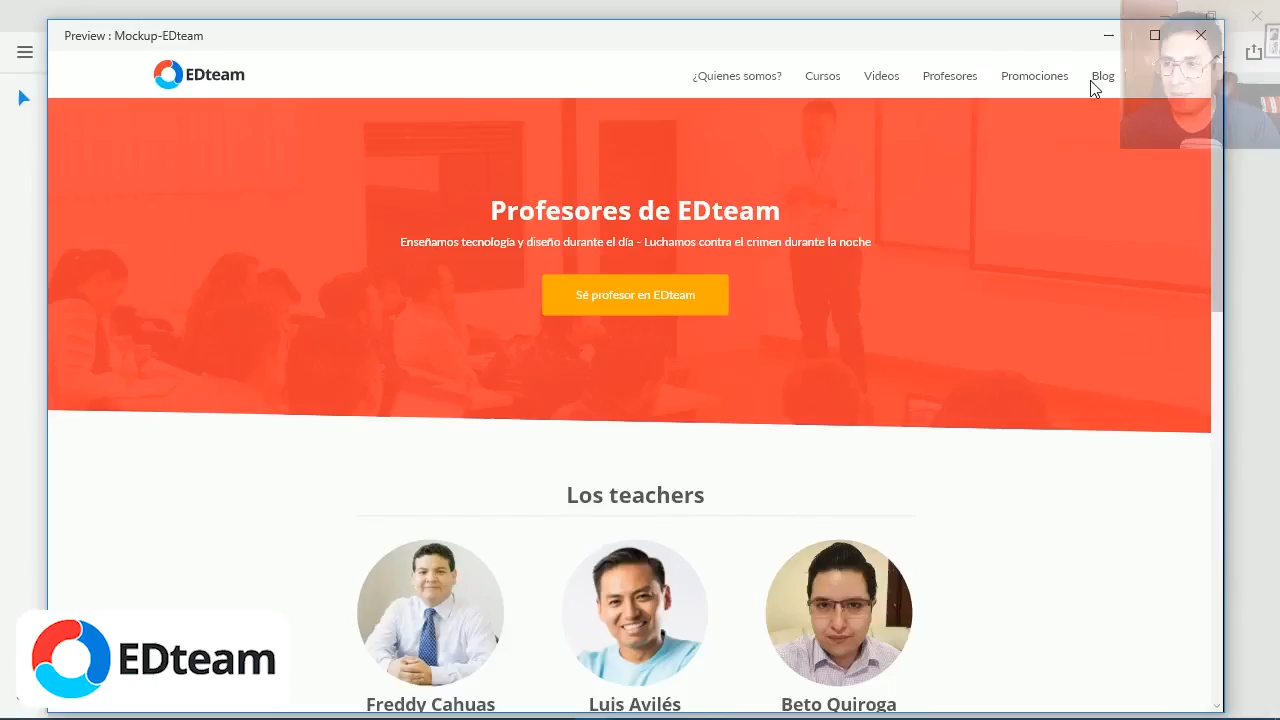 Preview : Mockup-EDteam
EDteam
¿Quienes somos? Cursos Videos Profesores Promociones Blog
Profesores de EDteam
Enseñamos tecnología y diseño durante el día - Luchamos contra el crimen durante la noche
Sé profesor en EDteam
Los teachers
Freddy Cahuas Luis Avilés Beto Quiroga
EDteam